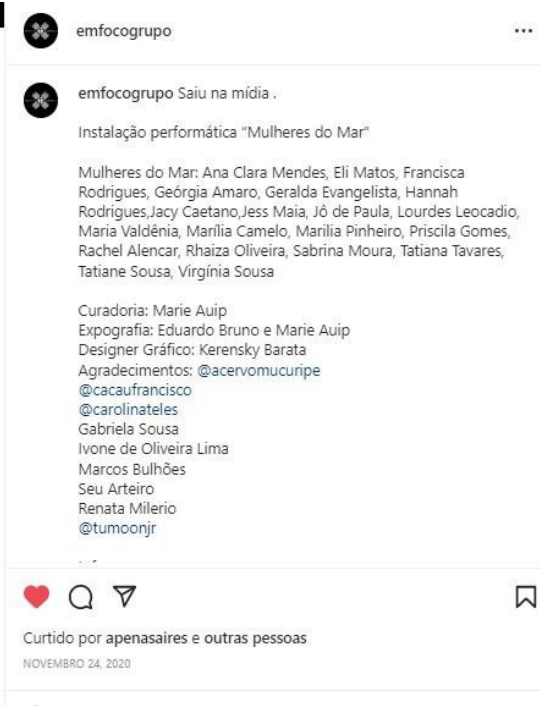 emfocogrupo
emfocogrupo Saiu na mídia .
Instalação performática "Mulheres do Mar"
Mulheres do Mar: Ana Clara Mendes, Eli Matos, Francisca
Rodrigues, Geórgia Amaro, Geralda Evangelista, Hannah
Rodrigues,Jacy Caetano,Jess Maia, Jô de Paula, Lourdes Leocadio,
Maria Valdênia, Marília Camelo, Marilia Pinheiro, Priscila Gomes,
Rachel Alencar, Rhaiza Oliveira, Sabrina Moura, Tatiana Tavares,
Tatiane Sousa, Virgínia Sousa
Curadoria: Marie Auip
Expografia: Eduardo Bruno e Marie Auip
Designer Gráfico: Kerensky Barata
Agradecimentos: @acervomucuripe
@cacaufrancisco
@carolinateles
Gabriela Sousa
Ivone de Oliveira Lima
Marcos Bulhões
Seu Arteiro
Renata Milerio
@tumoonjr
Curtido por apenasaires e outras pessoas
NOVEMBRO 24, 2020